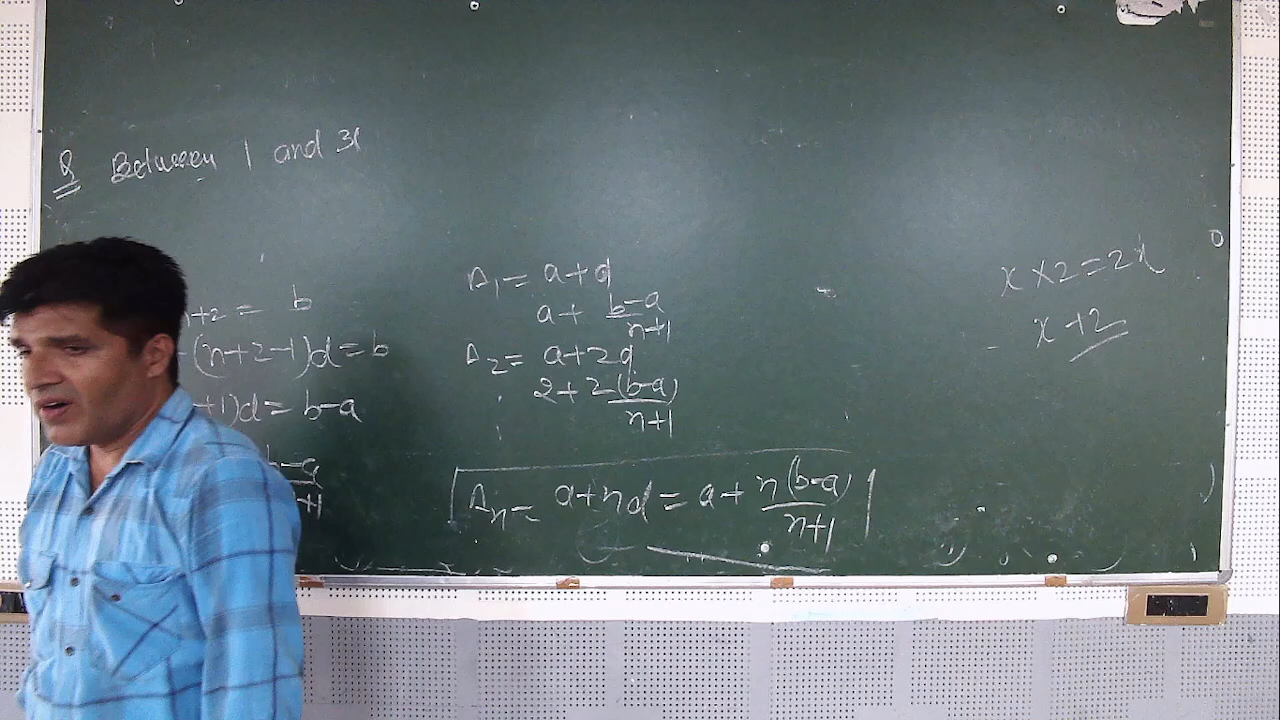 Q Between 1 and 31
n+2 = b
(n+2-1)d = b
+1)d = b-a
b-a
+1
A₁ = a+d
a + b-a/n+1
A₂ = a+2d
2 + 2(b-a)/n+1
Aₙ = a+nd = a + n(b-a)/n+1
x × 2 = 2x
x + 2